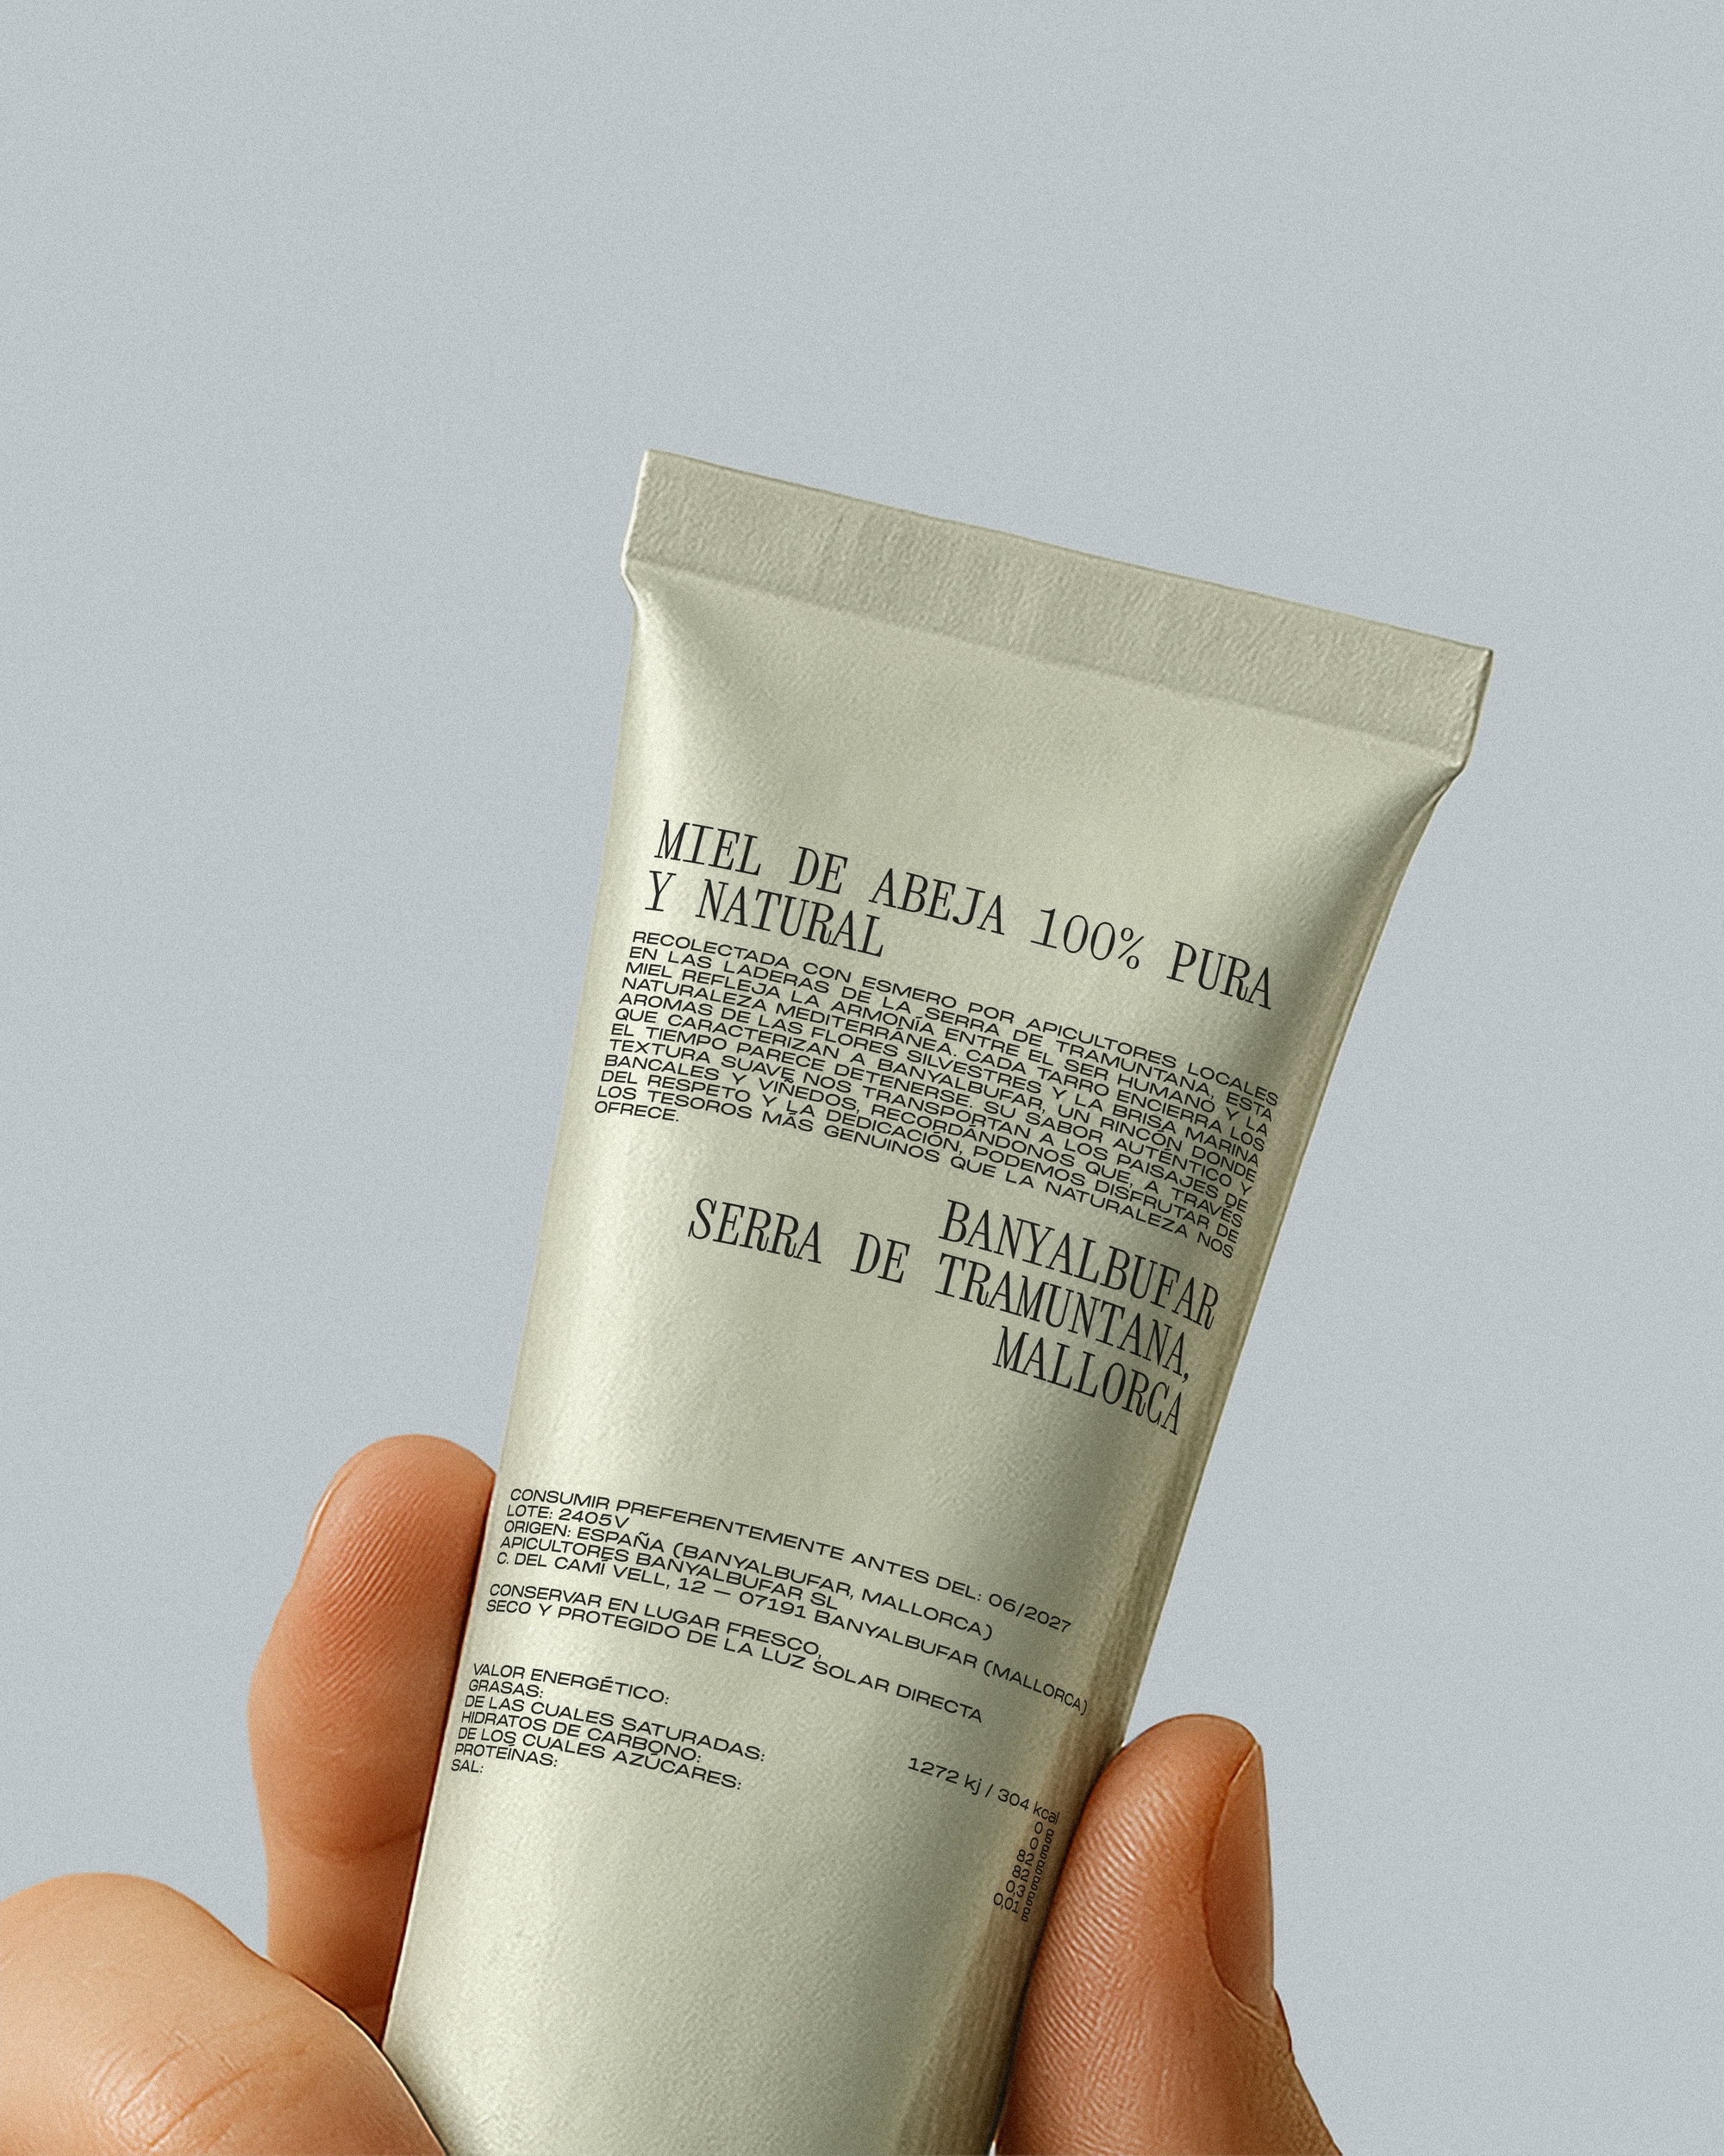 MIEL DE ABEJA 100% PURA
Y NATURAL
RECOLECTADA CON ESMERO POR APICULTORES LOCALES
EN LAS LADERAS DE LA SERRA DE TRAMUNTANA, ESTA
MIEL REFLEJA LA ARMONÍA ENTRE EL SER HUMANO Y LA
NATURALEZA MEDITERRÁNEA. CADA TARRO ENCIERRA LOS
AROMAS DE LAS FLORES SILVESTRES Y LA BRISA MARINA
QUE CARACTERIZAN A BANYALBUFAR, UN RINCÓN DONDE
EL TIEMPO PARECE DETENERSE. SU SABOR AUTÉNTICO Y
TEXTURA SUAVE NOS TRANSPORTAN A LOS PAISAJES DE
BANCALES Y VIÑEDOS, RECORDÁNDONOS QUE, A TRAVÉS
DEL RESPETO Y LA DEDICACIÓN, PODEMOS DISFRUTAR DE
LOS TESOROS MÁS GENUINOS QUE LA NATURALEZA NOS
OFRECE.
BANYALBUFAR
SERRA DE TRAMUNTANA,
MALLORCA
CONSUMIR PREFERENTEMENTE ANTES DEL: 06/2027
LOTE: 2405V
ORIGEN: ESPAÑA (BANYALBUFAR, MALLORCA)
APICULTORES BANYALBUFAR SL
C. DEL CAMÍ VELL, 12 — 07191 BANYALBUFAR (MALLORCA)
CONSERVAR EN LUGAR FRESCO,
SECO Y PROTEGIDO DE LA LUZ SOLAR DIRECTA
VALOR ENERGÉTICO: 1272 kj / 304 kcal
GRASAS: 0 g
DE LAS CUALES SATURADAS: 0 g
HIDRATOS DE CARBONO: 82 g
DE LOS CUALES AZÚCARES: 82 g
PROTEÍNAS: 0,3 g
SAL: 0,01 g